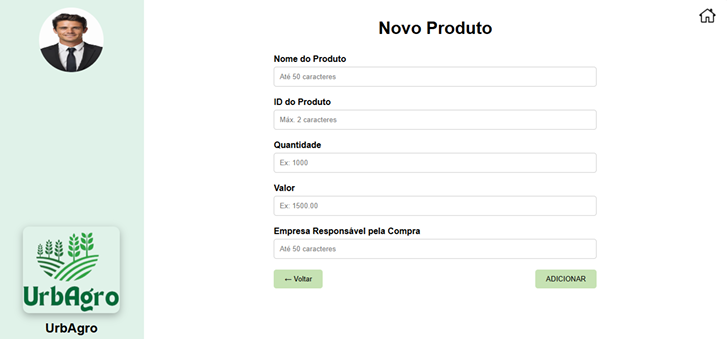 Novo Produto
Nome do Produto
Até 50 caracteres
ID do Produto
Máx. 2 caracteres
Quantidade
Ex: 1000
Valor
Ex: 1500.00
Empresa Responsável pela Compra
Até 50 caracteres
← Voltar
ADICIONAR
UrbAgro
UrbAgro